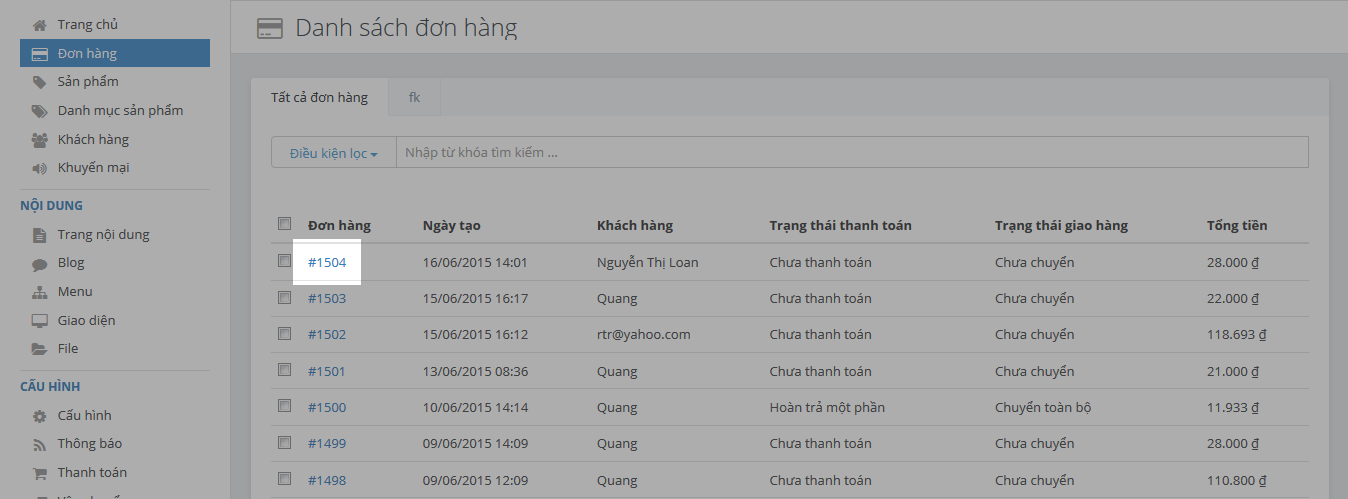 Trang chủ
Đơn hàng
Sản phẩm
Danh mục sản phẩm
Khách hàng
Khuyến mại
NỘI DUNG
Trang nội dung
Blog
Menu
Giao diện
File
CẤU HÌNH
Cấu hình
Thông báo
Thanh toán
Danh sách đơn hàng
Tất cả đơn hàng fk
Điều kiện lọc Nhập từ khóa tìm kiếm ...
Đơn hàng Ngày tạo Khách hàng Trạng thái thanh toán Trạng thái giao hàng Tổng tiền
#1504 16/06/2015 14:01 Nguyễn Thị Loan Chưa thanh toán Chưa chuyển 28.000 ₫
#1503 15/06/2015 16:17 Quang Chưa thanh toán Chưa chuyển 22.000 ₫
#1502 15/06/2015 16:12 rtr@yahoo.com Chưa thanh toán Chưa chuyển 118.693 ₫
#1501 13/06/2015 08:36 Quang Chưa thanh toán Chưa chuyển 21.000 ₫
#1500 10/06/2015 14:14 Quang Hoàn trả một phần Chuyển toàn bộ 11.933 ₫
#1499 09/06/2015 14:09 Quang Chưa thanh toán Chưa chuyển 28.000 ₫
#1498 09/06/2015 12:09 Quang Chưa thanh toán Chưa chuyển 110.800 ₫